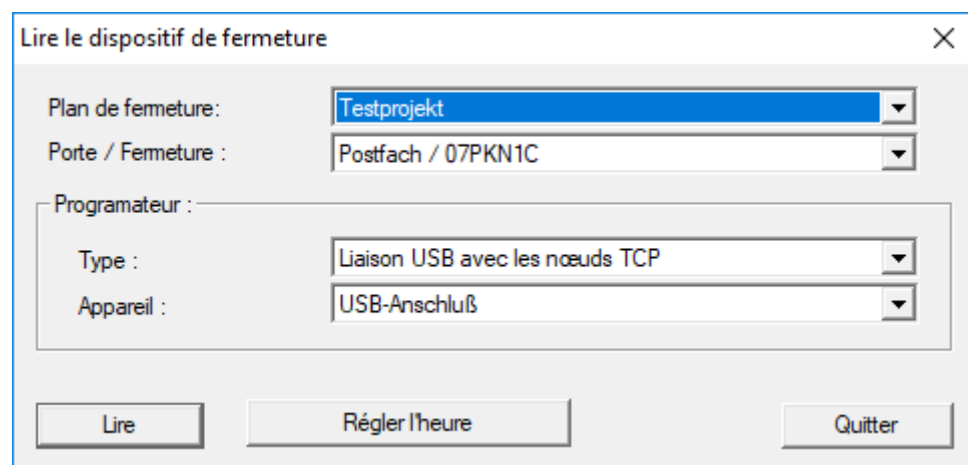 Lire le dispositif de fermeture
Plan de fermeture: Testprojekt
Porte / Fermeture : Postfach / 07PKN1C
Programateur :
Type : Liaison USB avec les nœuds TCP
Appareil : USB-Anschluß
Lire Régler l'heure Quitter